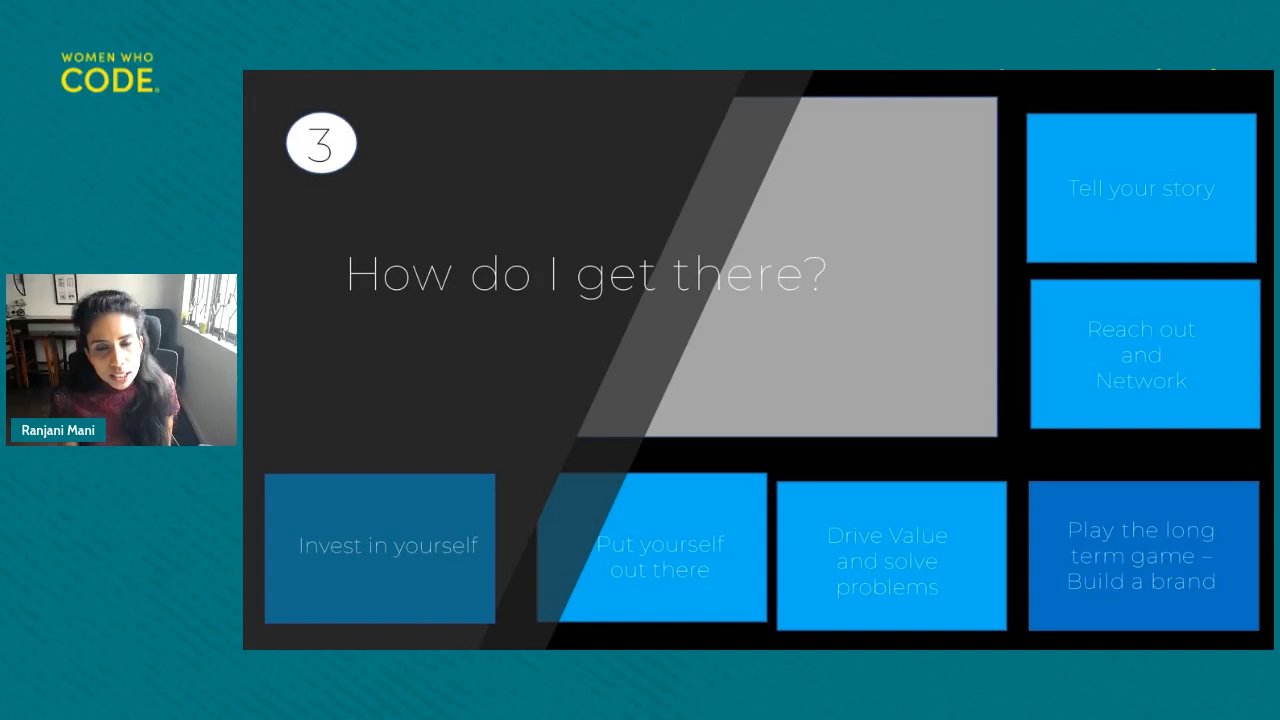 WOMEN WHO
CODE
3
How do I get there?
Tell your story
Reach out
and
Network
Ranjani Mani
Invest in yourself
Put yourself
out there
Drive Value
and solve
problems
Play the long
term game –
Build a brand